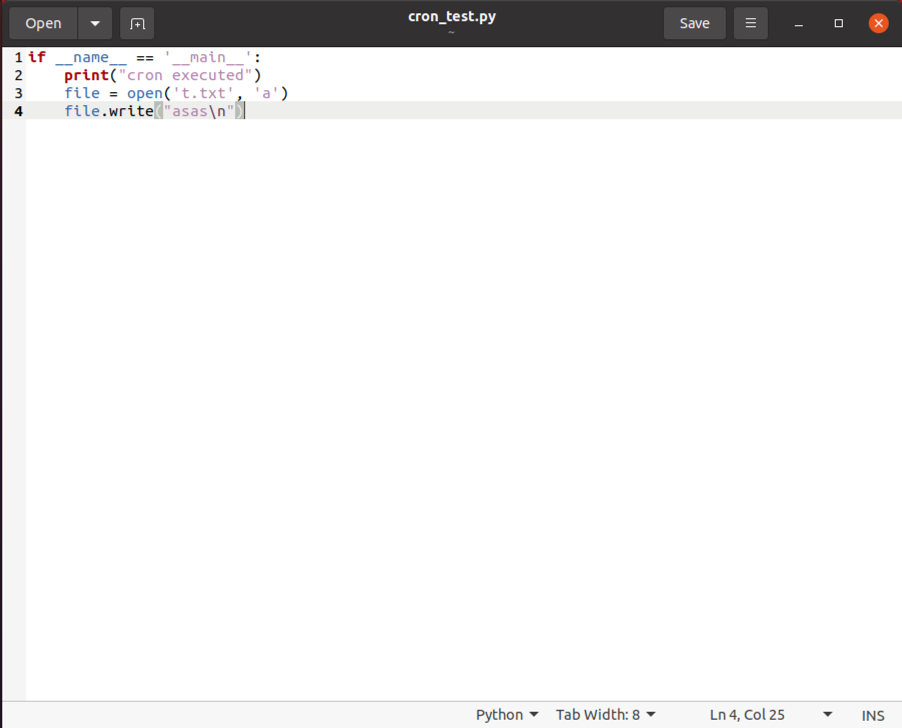 Open
cron_test.py
~
Save
1 if __name__ == '__main__':
2     print("cron executed")
3     file = open('t.txt', 'a')
4     file.write("asas\n")
Python Tab Width: 8 Ln 4, Col 25 INS